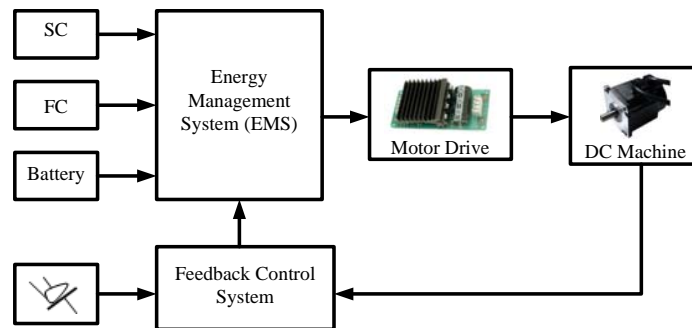 SC
FC
Battery
Energy
Management
System (EMS)
Motor Drive
DC Machine
Feedback Control
System